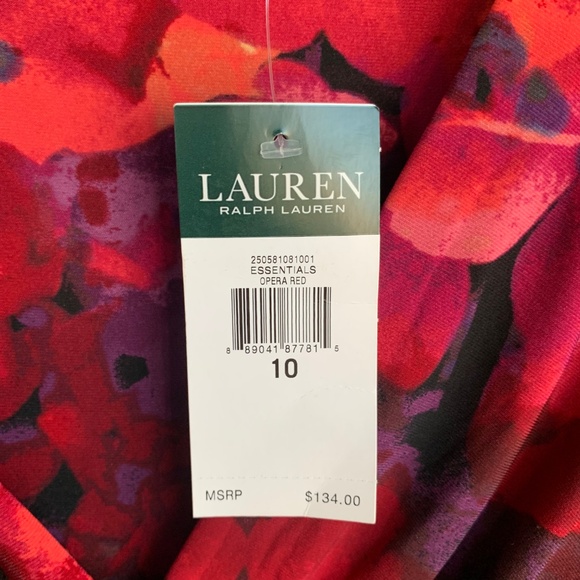 LAUREN
RALPH LAUREN
250581081001
ESSENTIALS
OPERA RED
8 89041 87781 5
10
MSRP $134.00